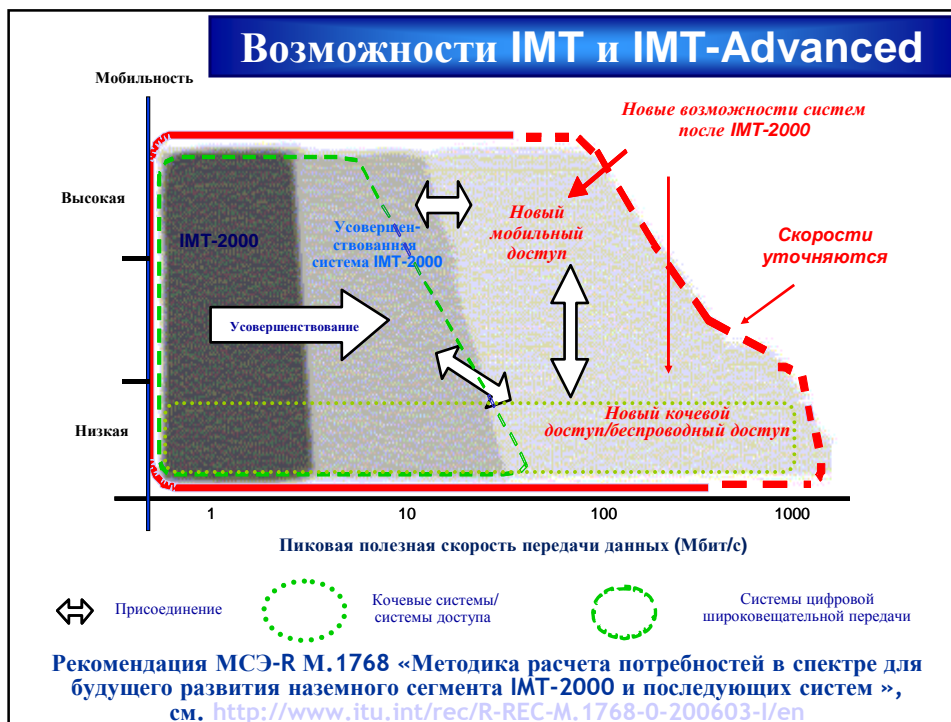 Возможности IMT и IMT-Advanced
Мобильность
Новые возможности систем
после IMT-2000
Высокая
IMT-2000
Усовершен-
ствованная
система IMT-2000
Новый
мобильный
доступ
Скорости
уточняются
Усовершенствование
Низкая
Новый кочевой
доступ/беспроводный доступ
1 10 100 1000
Пиковая полезная скорость передачи данных (Мбит/с)
Присоединение
Кочевые системы/
системы доступа
Системы цифровой
широковещательной передачи
Рекомендация МСЭ-R M.1768 «Методика расчета потребностей в спектре для
будущего развития наземного сегмента IMT-2000 и последующих систем »,
см. http://www.itu.int/rec/R-REC-M.1768-0-200603-I/en